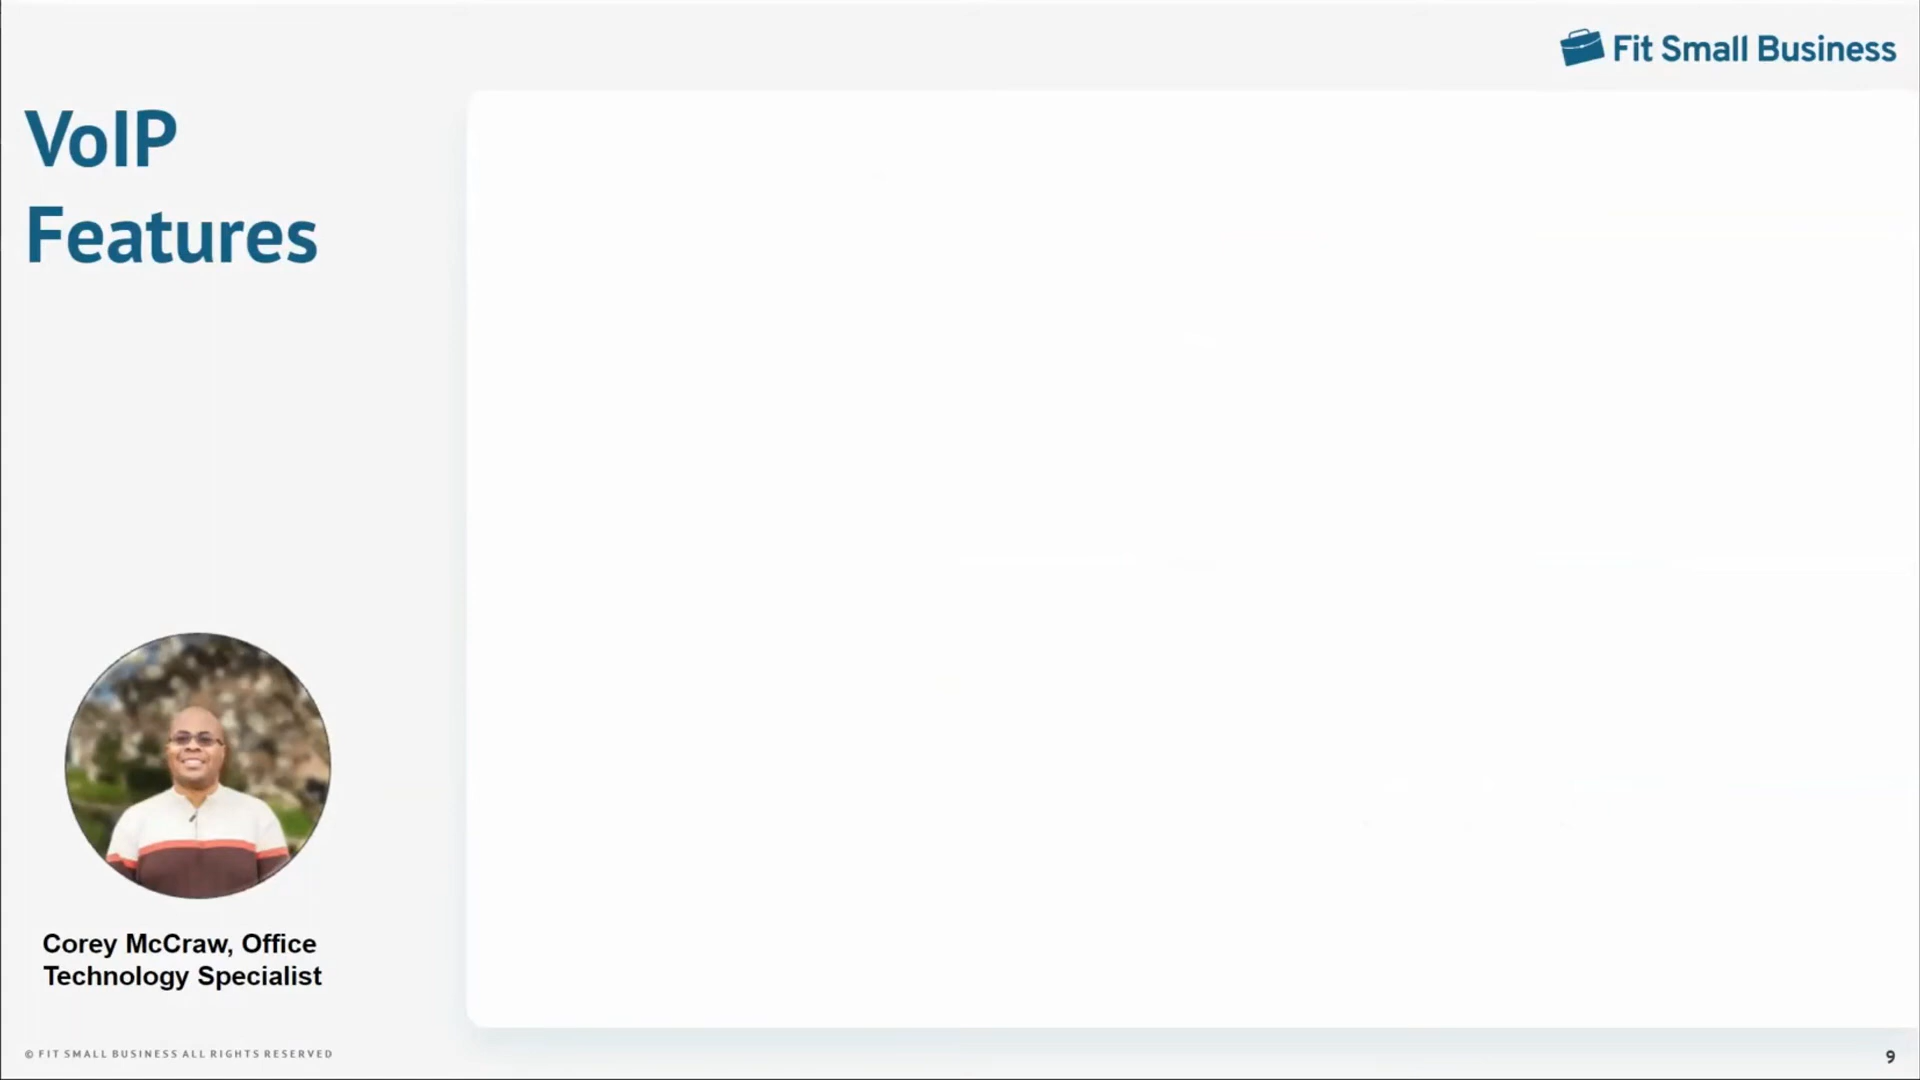 Fit Small Business
VoIP
Features
Corey McCraw, Office
Technology Specialist
© FIT SMALL BUSINESS ALL RIGHTS RESERVED
9